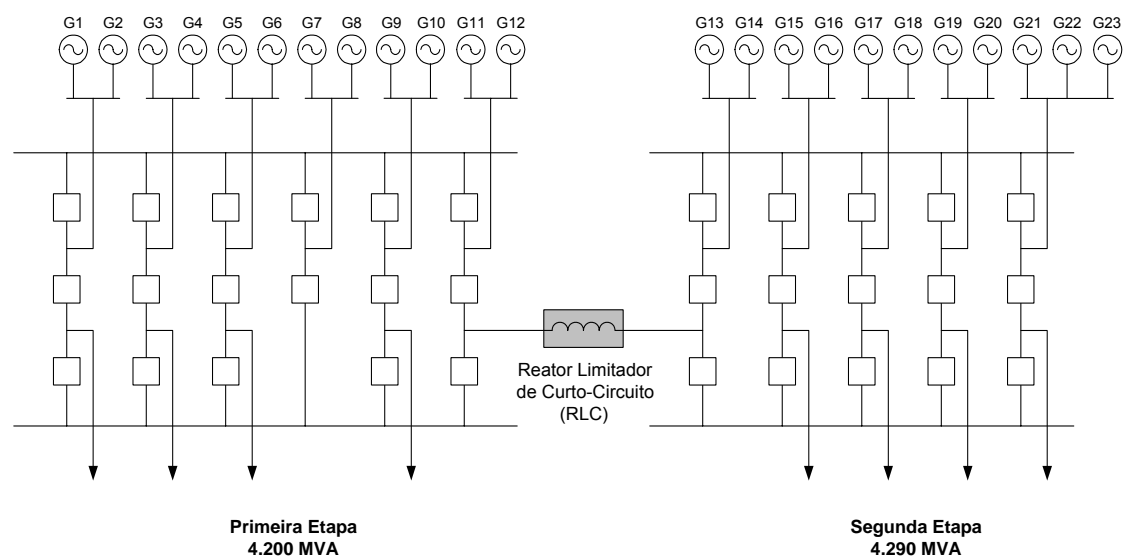 G1 G2 G3 G4 G5 G6 G7 G8 G9 G10 G11 G12 G13 G14 G15 G16 G17 G18 G19 G20 G21 G22 G23
Reator Limitador
de Curto-Circuito
(RLC)
Primeira Etapa
4.200 MVA
Segunda Etapa
4.290 MVA